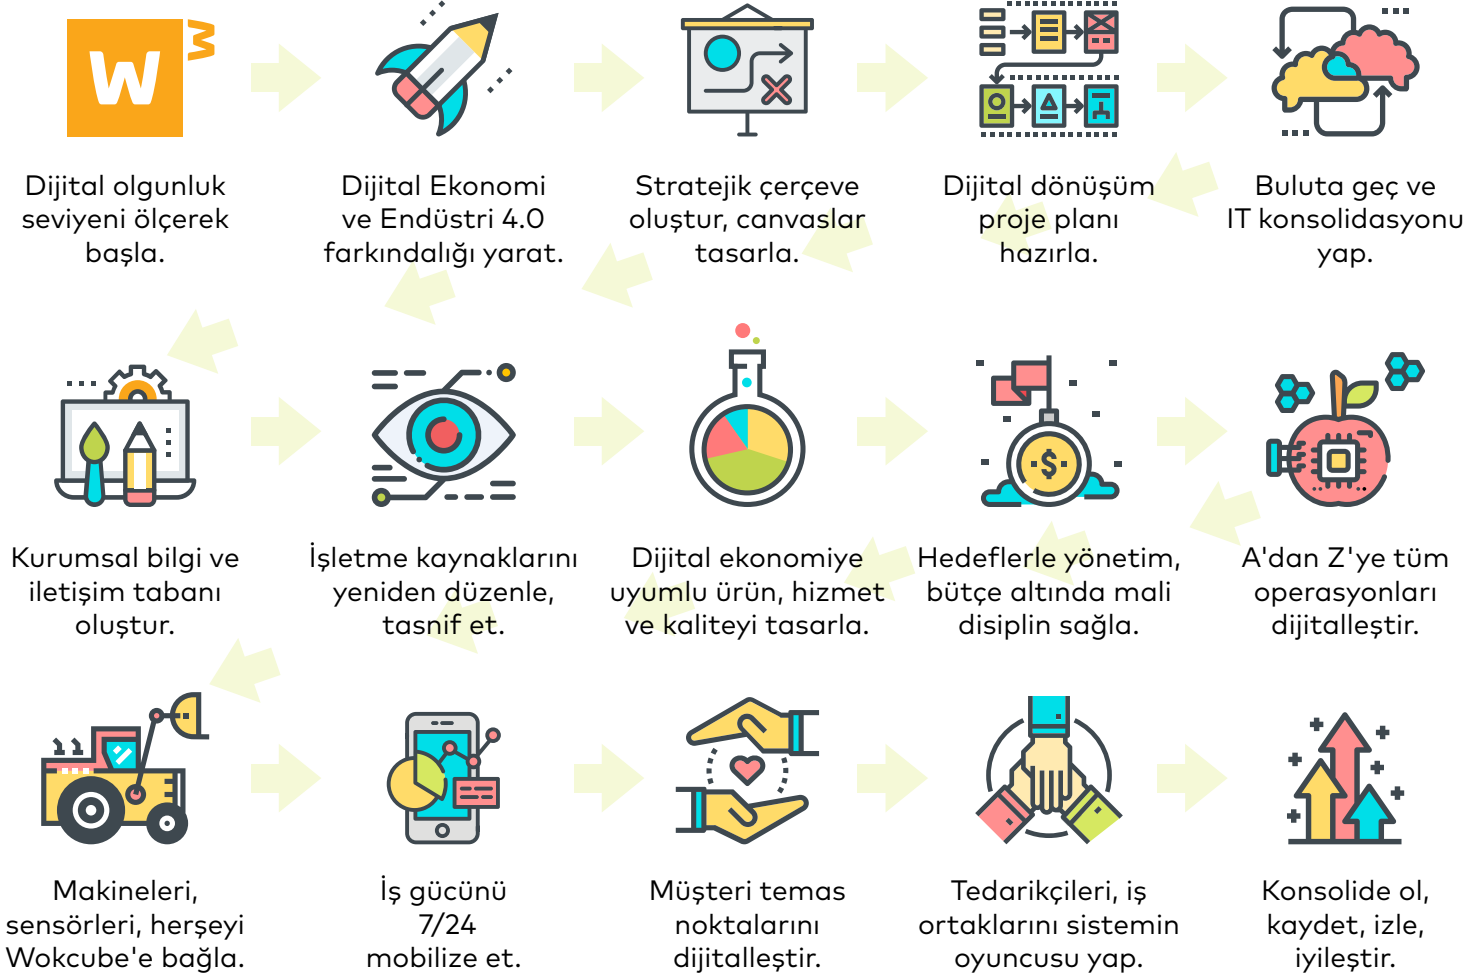 W
Dijital olgunluk
seviyeni ölçerek
başla.
Dijital Ekonomi
ve Endüstri 4.0
farkındalığı yarat.
Stratejik çerçeve
oluştur, canvaslar
tasarla.
Dijital dönüşüm
proje planı
hazırla.
Buluta geç ve
IT konsolidasyonu
yap.
Kurumsal bilgi ve
iletişim tabanı
oluştur.
İşletme kaynaklarını
yeniden düzenle,
tasnif et.
Dijital ekonomiye
uyumlu ürün, hizmet
ve kaliteyi tasarla.
$
Hedeflerle yönetim,
bütçe altında mali
disiplin sağla.
A'dan Z'ye tüm
operasyonları
dijitalleştir.
Makineleri,
sensörleri, herşeyi
Wokcube'e bağla.
İş gücünü
7/24
mobilize et.
Müşteri temas
noktalarını
dijitalleştir.
Tedarikçileri, iş
ortaklarını sistemin
oyuncusu yap.
Konsolide ol,
kaydet, izle,
iyileştir.